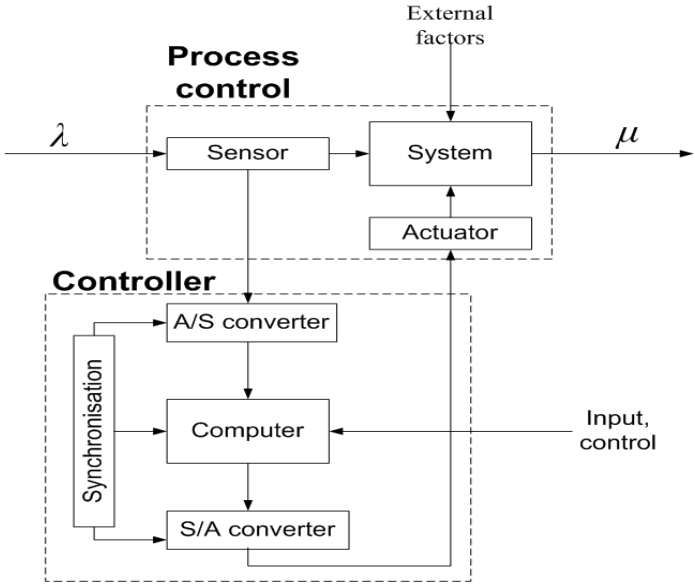 External
factors
Process
control
λ
Sensor
System
μ
Actuator
Controller
A/S converter
Synchronisation
Computer
Input,
control
S/A converter